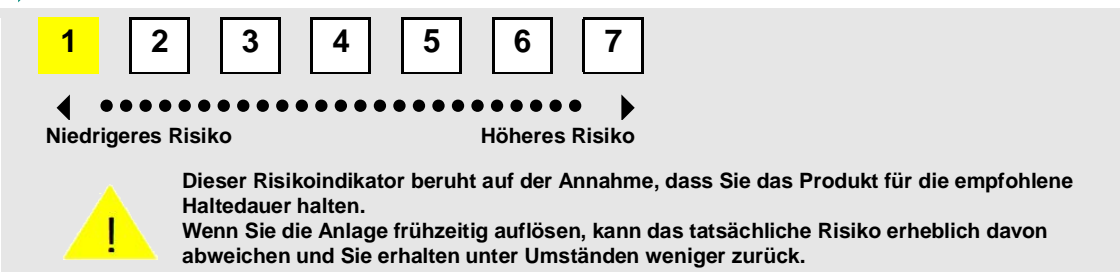 1 2 3 4 5 6 7
Niedrigeres Risiko Höheres Risiko
Dieser Risikoindikator beruht auf der Annahme, dass Sie das Produkt für die empfohlene
Haltedauer halten.
Wenn Sie die Anlage frühzeitig auflösen, kann das tatsächliche Risiko erheblich davon
abweichen und Sie erhalten unter Umständen weniger zurück.
!